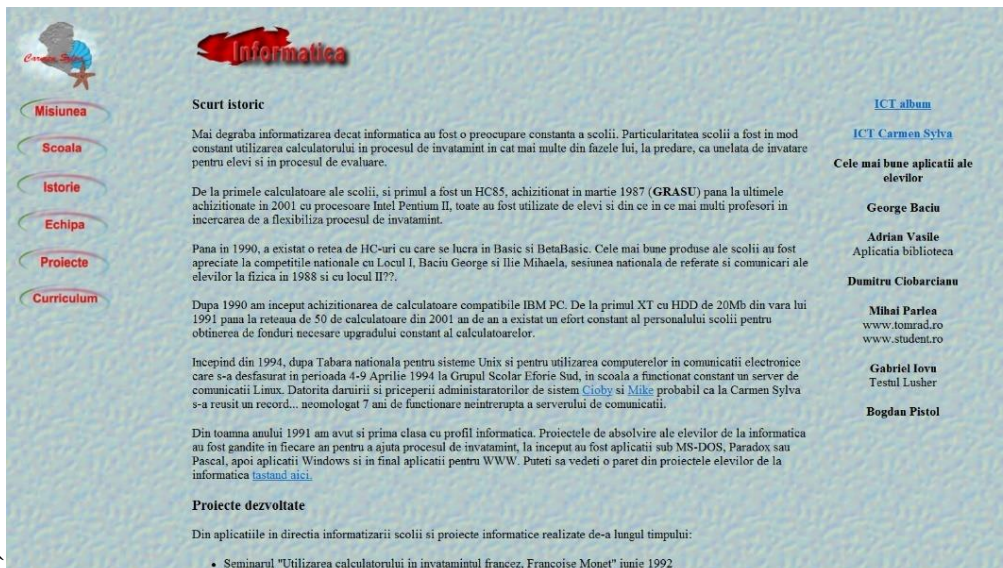 Carmen Sylva
Informatica
Misiunea
Scoala
Istorie
Echipa
Proiecte
Curriculum
Scurt istoric
Mai degraba informatizarea decat informatica au fost o preocupare constanta a scolii. Particularitatea scolii a fost in mod
constant utilizarea calculatorului in procesul de invatamint in cat mai multe din fazele lui, la predare, ca unelata de invatare
pentru elevi si in procesul de evaluare.
De la primele calculatoare ale scolii, si primul a fost un HC85, achizitionat in martie 1987 (GRASU) pana la ultimele
achizitionate in 2001 cu procesoare Intel Pentium II, toate au fost utilizate de elevi si din ce in ce mai multi profesori in
incercarea de a flexibiliza procesul de invatamint.
Pana in 1990, a existat o retea de HC-uri cu care se lucra in Basic si BetaBasic. Cele mai bune produse ale scolii au fost
apreciate la competitile nationale cu Locul I, Baciu George si Ilie Mihaela, sesiunea nationala de referate si comunicari ale
elevilor la fizica in 1988 si cu locul II??.
Dupa 1990 am inceput achizitionarea de calculatoare compatibile IBM PC. De la primul XT cu HDD de 20Mb din vara lui
1991 pana la reteaua de 50 de calculatoare din 2001 an de an a existat un efort constant al personalului scolii pentru
obtinerea de fonduri necesare upgradului constant al calculatoarelor.
Incepind din 1994, dupa Tabara nationala pentru sisteme Unix si pentru utilizarea computerelor in comunicatii electronice
care s-a desfasurat in perioada 4-9 Aprilie 1994 la Grupul Scolar Eforie Sud, in scoala a functionat constant un server de
comunicatii Linux. Datorita daruirii si priceperii administaratorilor de sistem Cioby si Mike probabil ca la Carmen Sylva
s-a reusit un record... neomologat 7 ani de functionare neintrerupta a serverului de comunicatii.
Din toamna anului 1991 am avut si prima clasa cu profil informatica. Proiectele de absolvire ale elevilor de la informatica
au fost gandite in fiecare an pentru a ajuta procesul de invatamint, la inceput au fost aplicatii sub MS-DOS, Paradox sau
Pascal, apoi aplicatii Windows si in final aplicatii pentru WWW. Puteti sa vedeti o paret din proiectele elevilor de la
informatica tastand aici.
Proiecte dezvoltate
Din aplicatiile in directia informatizarii scolii si proiecte informatice realizate de-a lungul timpului:
• Seminarul "Utilizarea calculatorului in invatamintul francez, Francoise Monet" iunie 1992
ICT album
ICT Carmen Sylva
Cele mai bune aplicatii ale
elevilor
George Baciu
Adrian Vasile
Aplicatia biblioteca
Dumitru Ciobarcianu
Mihai Parlea
www.tomrad.ro
www.student.ro
Gabriel Iovu
Testul Lusher
Bogdan Pistol